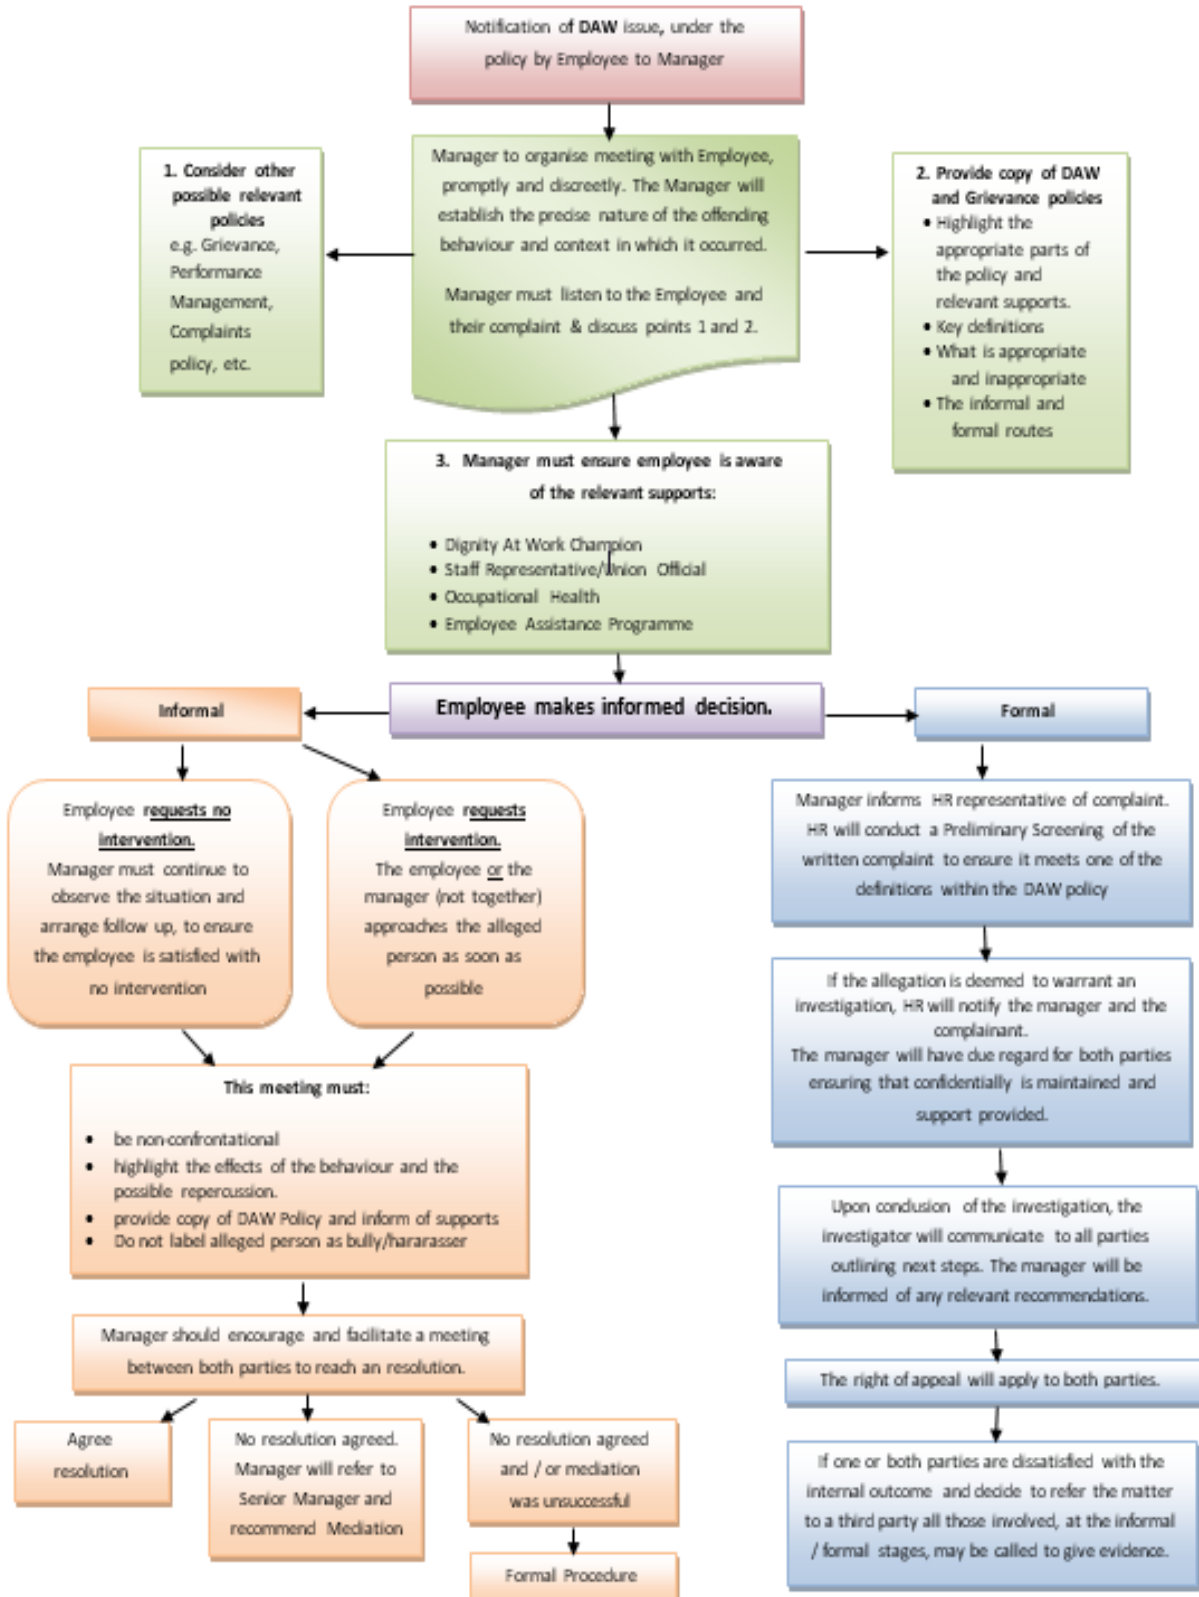 Notification of DAW issue, under the
policy by Employee to Manager
Manager to organise meeting with Employee,
promptly and discreetly. The Manager will
establish the precise nature of the offending
behaviour and context in which it occurred.
Manager must listen to the Employee and
their complaint & discuss points 1 and 2.
1. Consider other
possible relevant
policies
e.g. Grievance,
Performance
Management,
Complaints
policy, etc.
2. Provide copy of DAW
and Grievance policies
• Highlight the
appropriate parts of
the policy and
relevant supports.
• Key definitions
• What is appropriate
and inappropriate
• The informal and
formal routes
3. Manager must ensure employee is aware
of the relevant supports:
• Dignity At Work Champion
• Staff Representative/Union Official
• Occupational Health
• Employee Assistance Programme
Employee makes informed decision.
Informal
Formal
Employee requests no
intervention.
Manager must continue to
observe the situation and
arrange follow up, to ensure
the employee is satisfied with
no intervention
Employee requests
intervention.
The employee or the
manager (not together)
approaches the alleged
person as soon as
possible
This meeting must:
• be non-confrontational
• highlight the effects of the behaviour and the
possible repercussion.
• provide copy of DAW Policy and inform of supports
• Do not label alleged person as bully/hararasser
Manager should encourage and facilitate a meeting
between both parties to reach an resolution.
Agree
resolution
No resolution agreed.
Manager will refer to
Senior Manager and
recommend Mediation
No resolution agreed
and / or mediation
was unsuccessful
Formal Procedure
Manager informs HR representative of complaint.
HR will conduct a Preliminary Screening of the
written complaint to ensure it meets one of the
definitions within the DAW policy
If the allegation is deemed to warrant an
investigation, HR will notify the manager and the
complainant.
The manager will have due regard for both parties
ensuring that confidentially is maintained and
support provided.
Upon conclusion of the investigation, the
investigator will communicate to all parties
outlining next steps. The manager will be
informed of any relevant recommendations.
The right of appeal will apply to both parties.
If one or both parties are dissatisfied with the
internal outcome and decide to refer the matter
to a third party all those involved, at the informal
/ formal stages, may be called to give evidence.